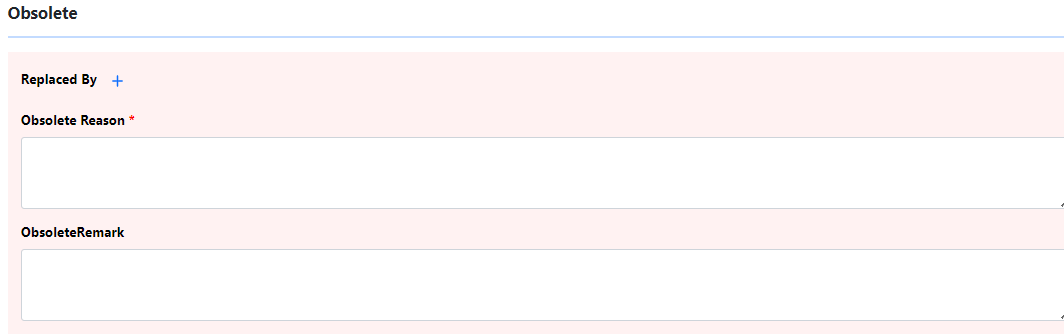 Obsolete
Replaced By +
Obsolete Reason *
ObsoleteRemark